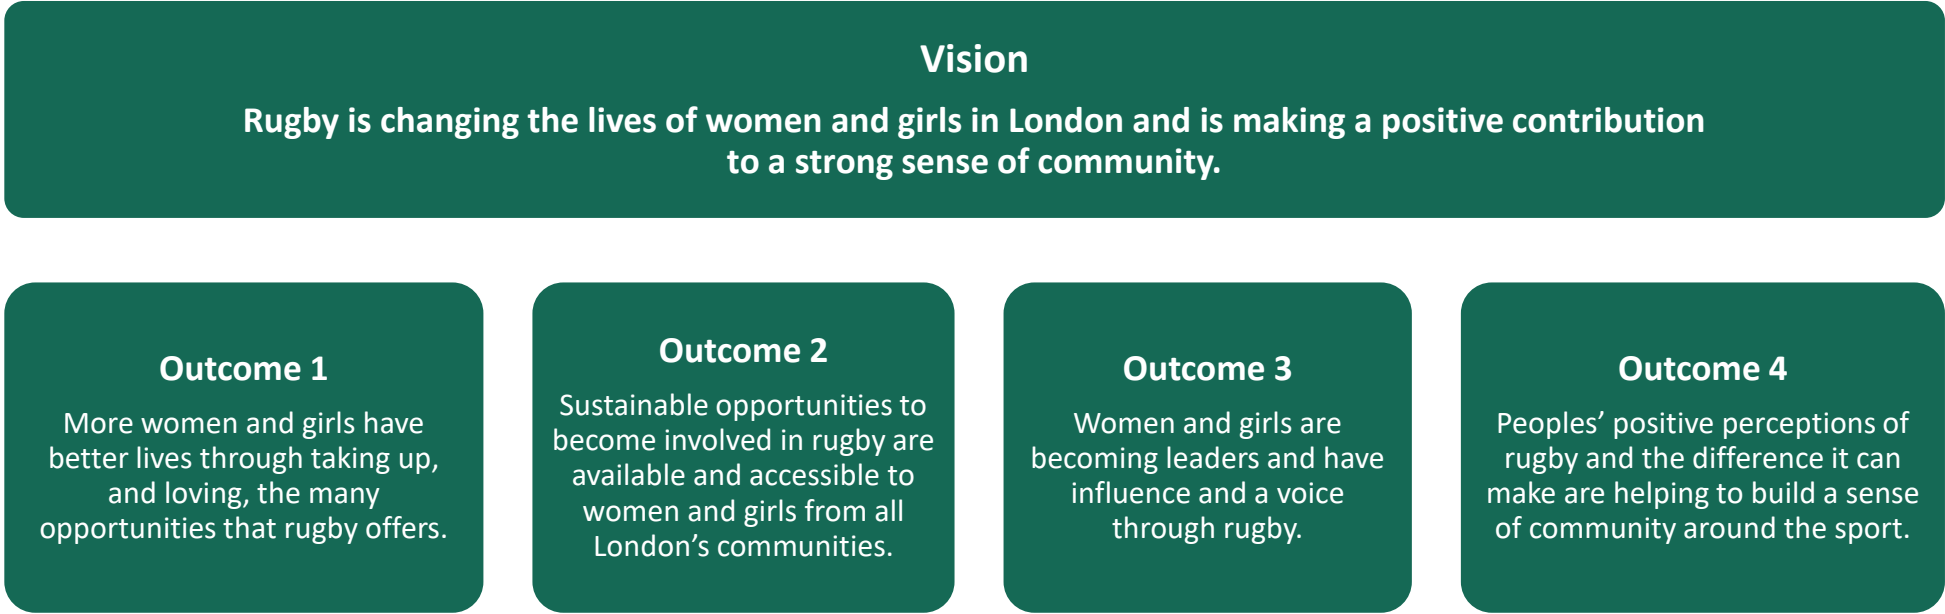 Vision
Rugby is changing the lives of women and girls in London and is making a positive contribution
to a strong sense of community.
Outcome 1
More women and girls have
better lives through taking up,
and loving, the many
opportunities that rugby offers.
Outcome 2
Sustainable opportunities to
become involved in rugby are
available and accessible to
women and girls from all
London’s communities.
Outcome 3
Women and girls are
becoming leaders and have
influence and a voice
through rugby.
Outcome 4
Peoples’ positive perceptions of
rugby and the difference it can
make are helping to build a sense
of community around the sport.